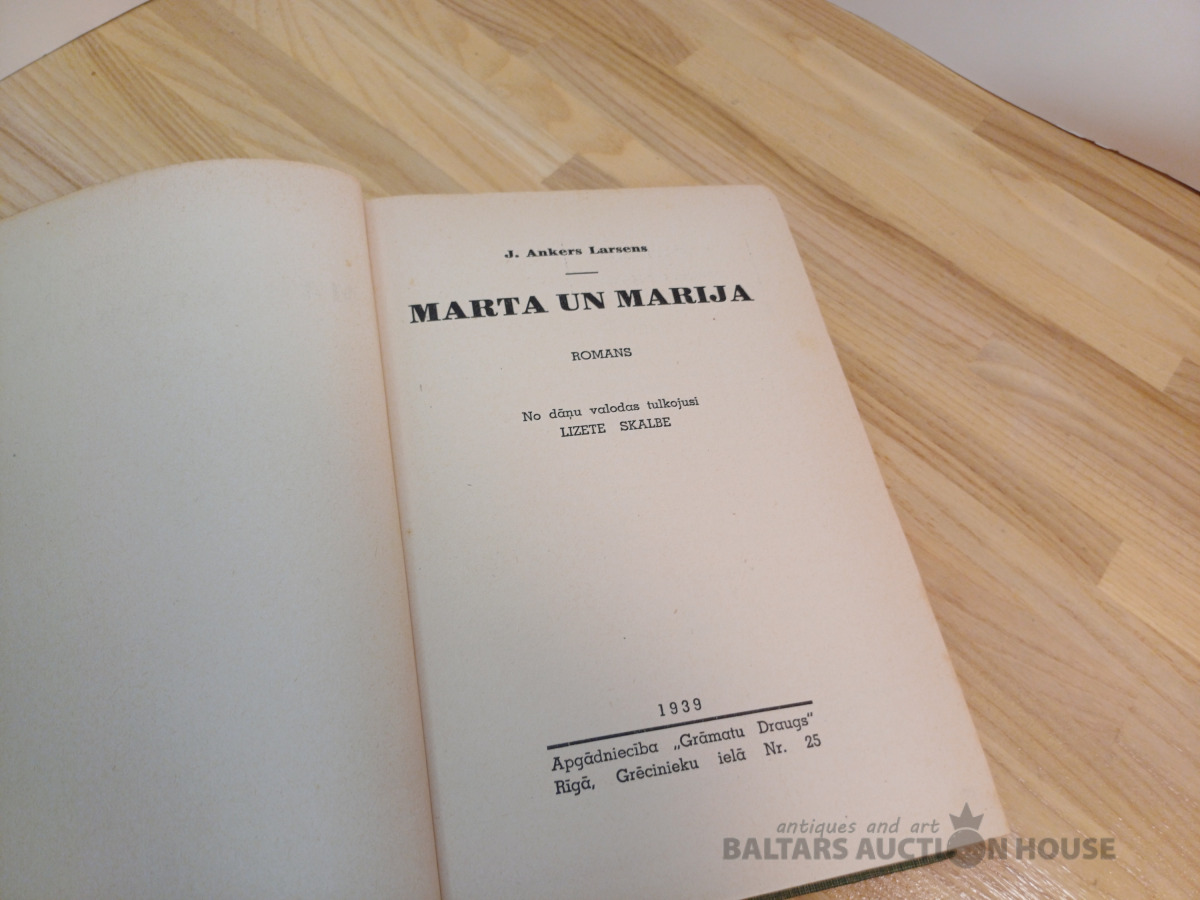 J. Ankers Larsens
MARTA UN MARIJA
ROMANS
No dāņu valodas tulkojusi
LIZETE SKALBE
1939
Apgādniecība „Grāmatu Draugs"
Rīgā, Grēcinieku ielā Nr. 25
antiques and art
BALTARS AUCTION HOUSE